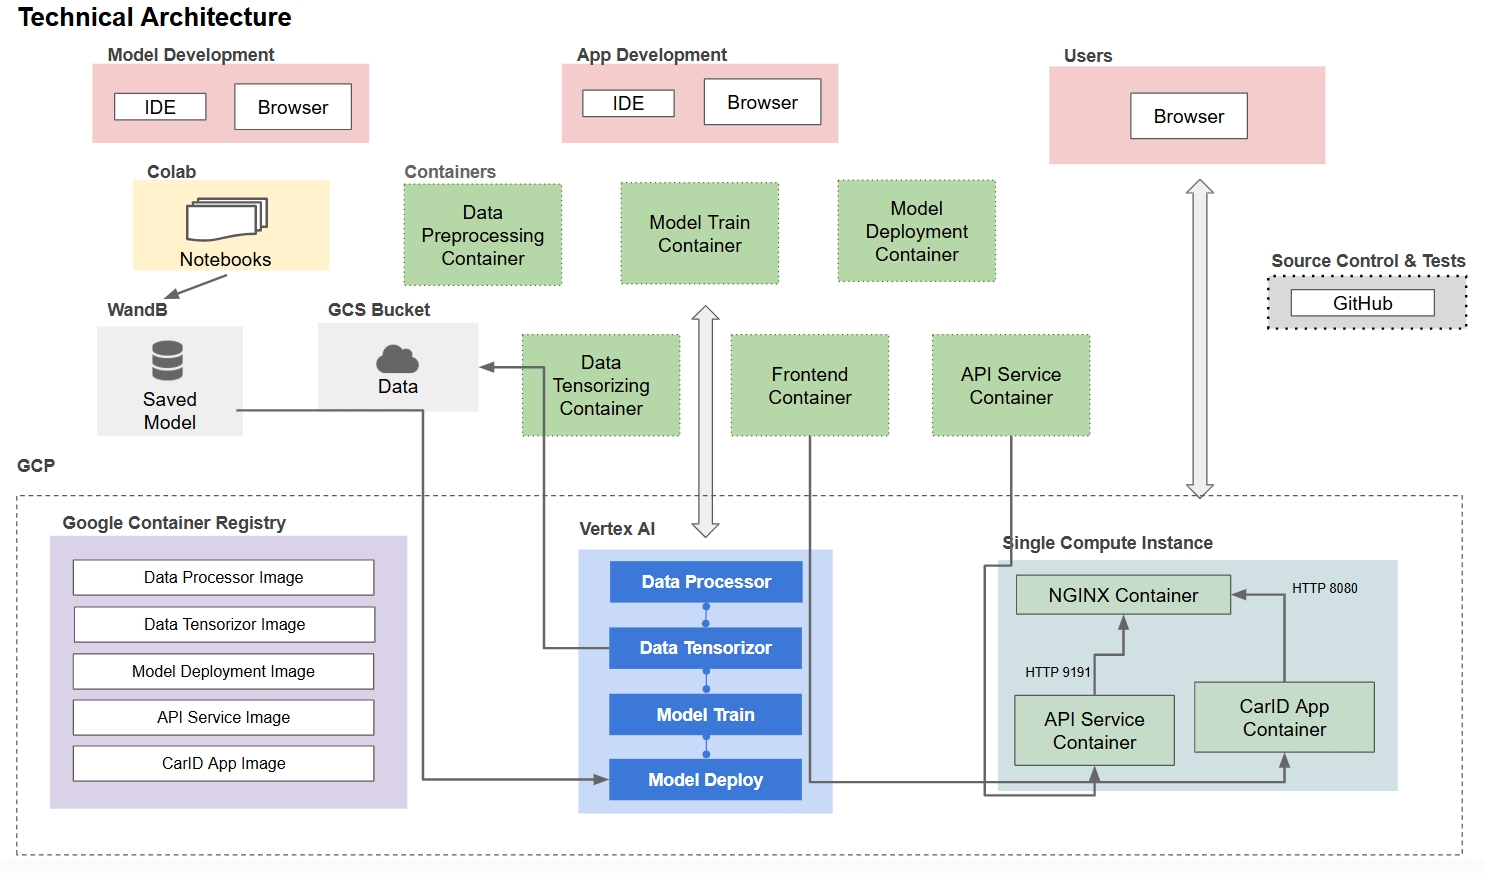 Technical Architecture
Model Development
IDE
Browser
App Development
IDE
Browser
Users
Browser
Colab
Notebooks
Containers
Data
Preprocessing
Container
Model Train
Container
Model
Deployment
Container
Source Control & Tests
GitHub
WandB
Saved
Model
GCS Bucket
Data
Data
Tensorizing
Container
Frontend
Container
API Service
Container
GCP
Google Container Registry
Data Processor Image
Data Tensorizor Image
Model Deployment Image
API Service Image
CarID App Image
Vertex AI
Data Processor
Data Tensorizor
Model Train
Model Deploy
Single Compute Instance
NGINX Container
HTTP 8080
HTTP 9191
API Service
Container
CarID App
Container